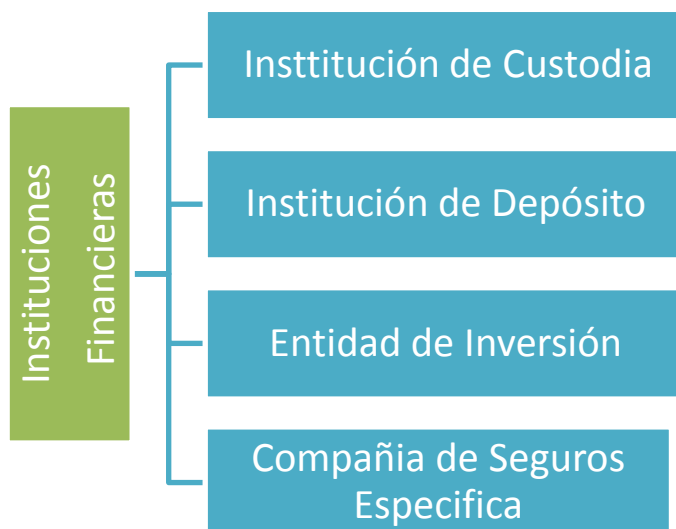 Instituciones
Financieras
Insttitución de Custodia
Institución de Depósito
Entidad de Inversión
Compañia de Seguros
Especifica